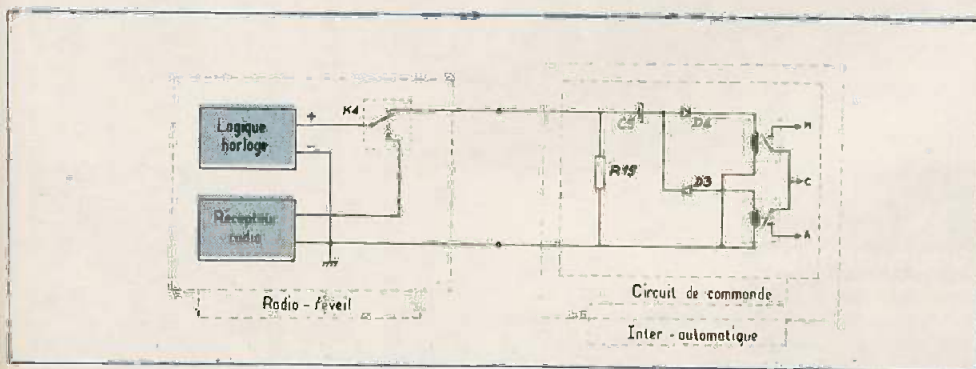 Logique
horloge
+
-
K4
Récepteur
radio
Radio - réveil
C5
D4
D3
R15
M
C
A
Circuit de commande
Inter - automatique